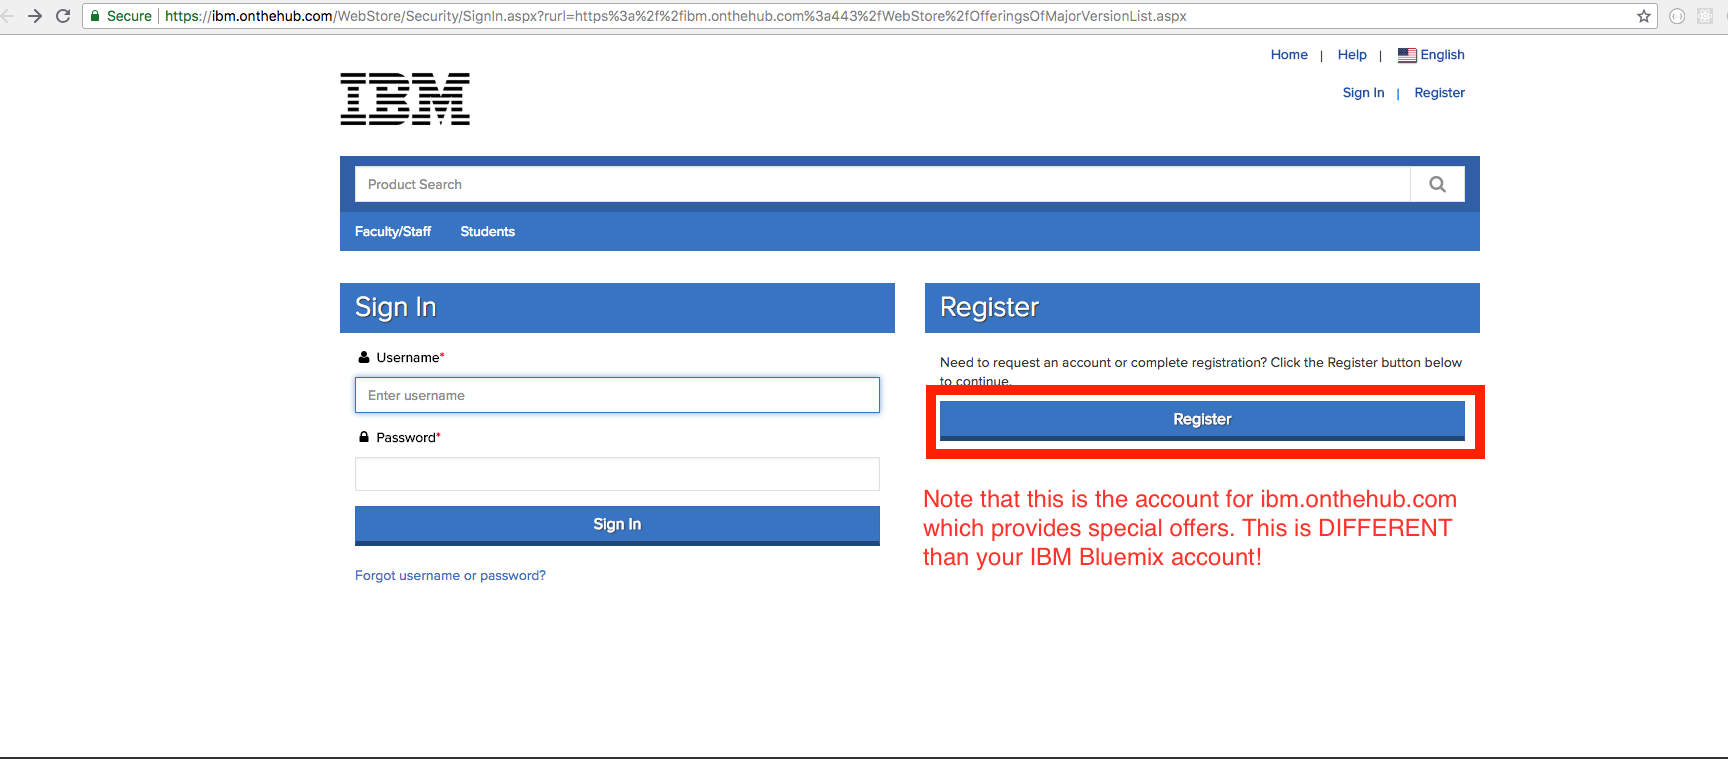 Secure https://ibm.onthehub.com/WebStore/Security/SignIn.aspx?rurl=https%3a%2f%2fibm.onthehub.com%3a443%2fWebStore%2fOfferingsOfMajorVersionList.aspx
Home | Help | English
Sign In | Register
IBM
Product Search
Faculty/Staff Students
Sign In
Username*
Enter username
Password*
Sign In
Forgot username or password?
Register
Need to request an account or complete registration? Click the Register button below
to continue.
Register
Note that this is the account for ibm.onthehub.com
which provides special offers. This is DIFFERENT
than your IBM Bluemix account!